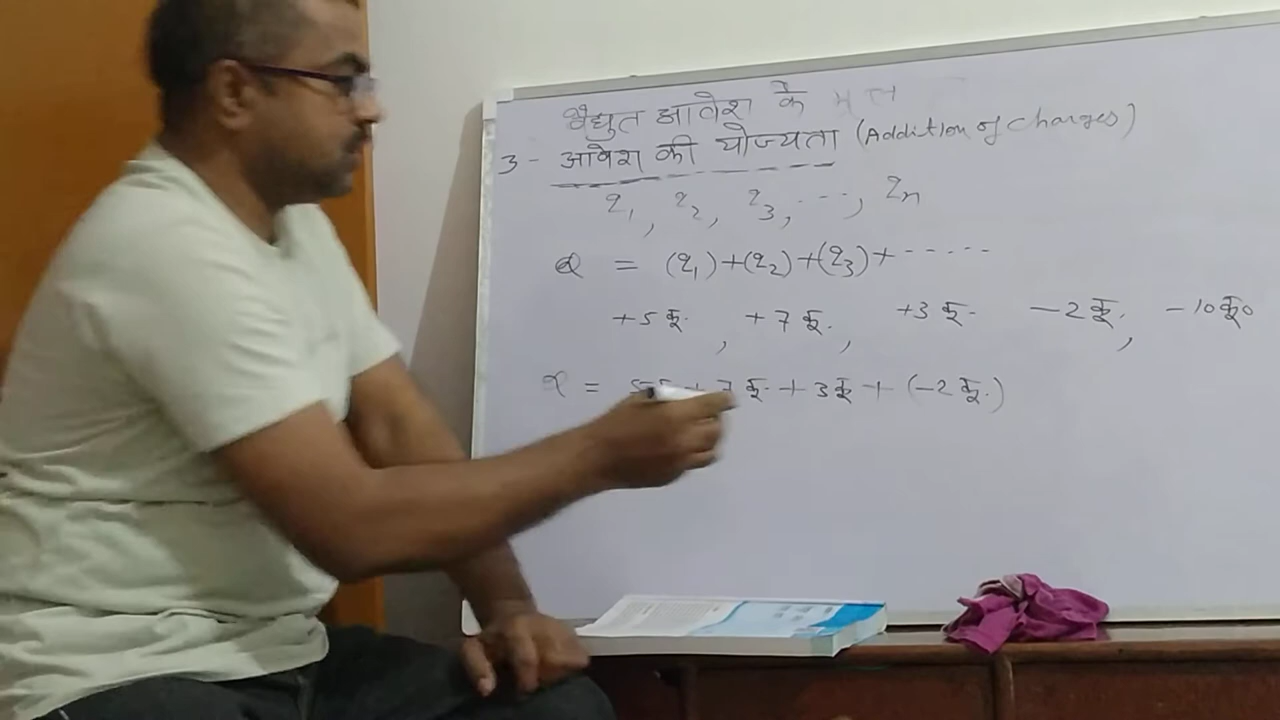 वैद्युत आवेश के
3 - आवेश की योज्यता (Addition of charges)
q₁, q₂, q₃, ---, qₙ
Q = (q₁)+(q₂)+(q₃)+-----
+5 कू., +7 कू., +3 कू. -2 कू., -10 कू०
= 7 कू. + 3 कू + (-2 कू.)